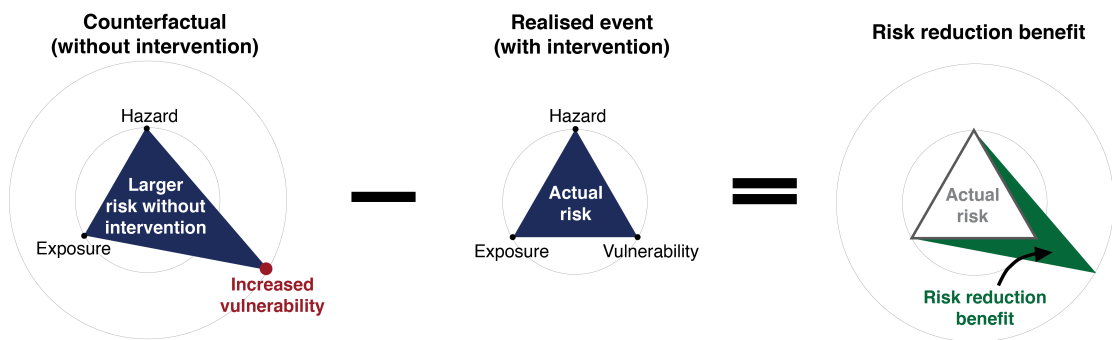 Counterfactual
(without intervention)
Hazard
Larger
risk without
intervention
Exposure
Increased
vulnerability
Realised event
(with intervention)
Hazard
Actual
risk
Exposure
Vulnerability
Risk reduction benefit
Actual
risk
Risk reduction
benefit